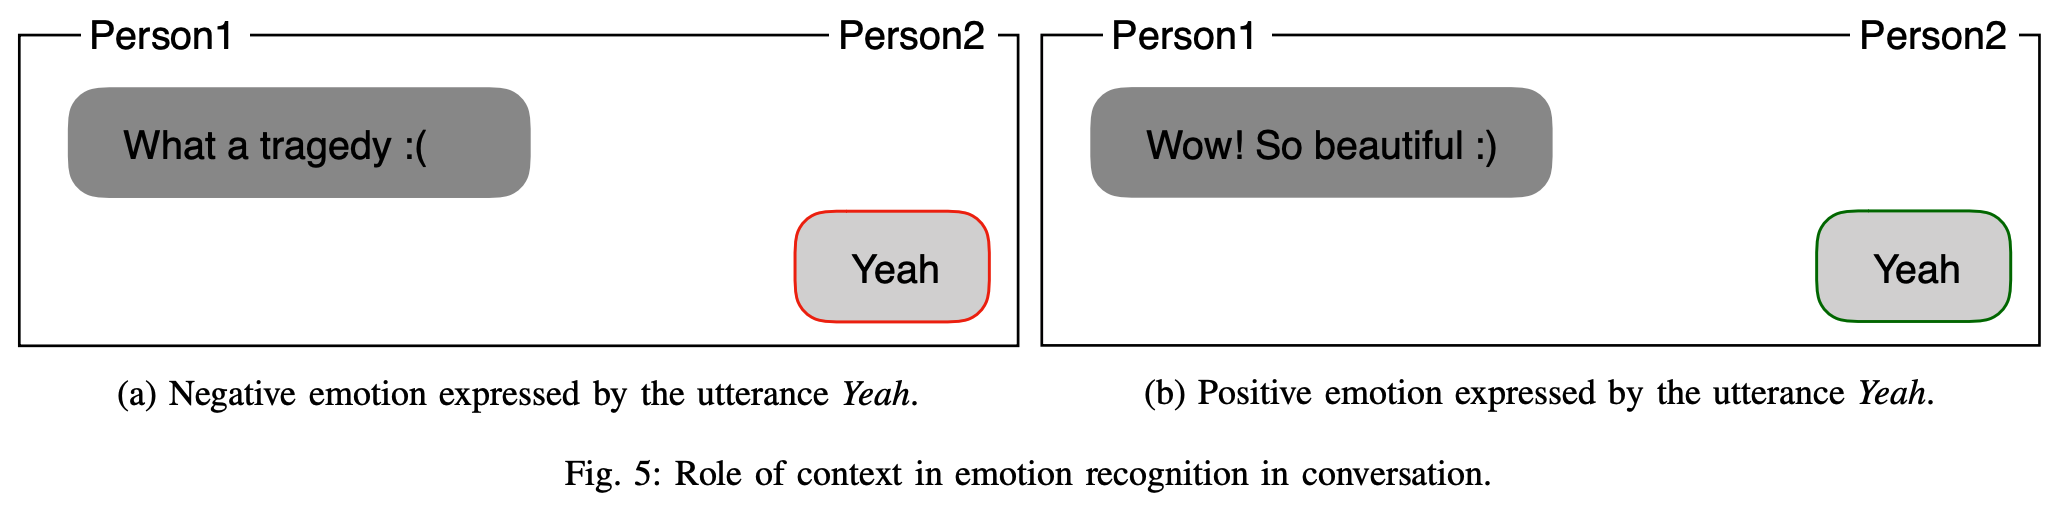 Person1
Person2
What a tragedy :(
Yeah
(a) Negative emotion expressed by the utterance Yeah.
Person1
Person2
Wow! So beautiful :)
Yeah
(b) Positive emotion expressed by the utterance Yeah.
Fig. 5: Role of context in emotion recognition in conversation.